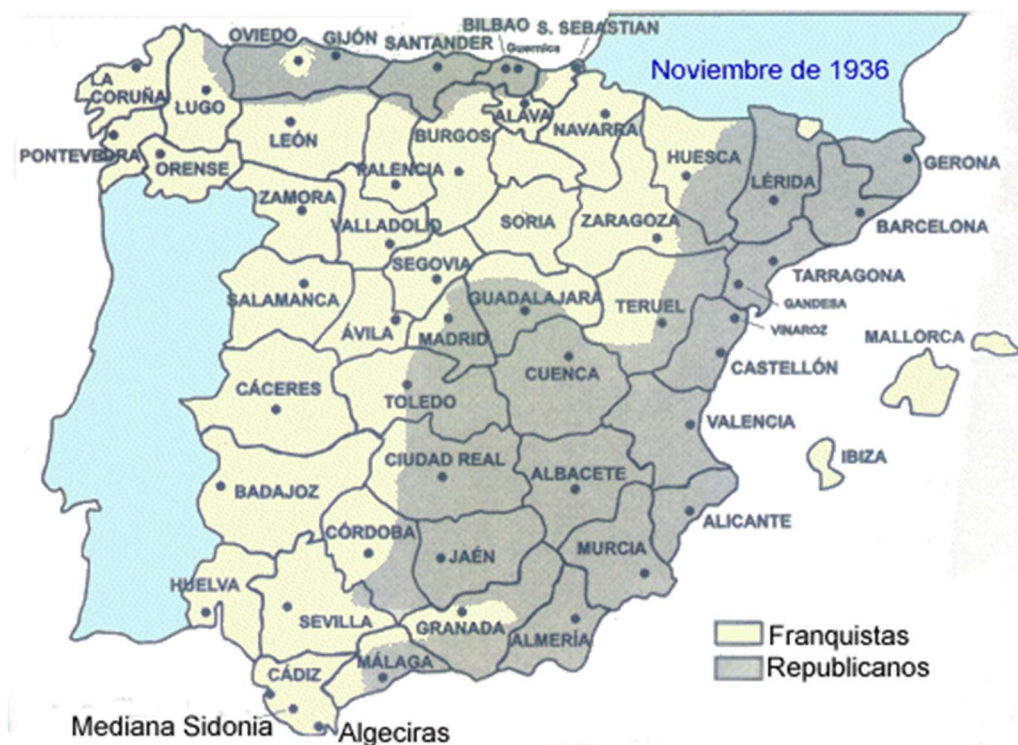 BILBAO
S. SEBASTIAN
OVIEDO
GIJÓN
SANTANDER
Guernica
Noviembre de 1936
LA
CORUÑA
LUGO
ALAVA
LEÓN
BURGOS
NAVARRA
PONTEVEDRA
ORENSE
PALENCIA
HUESCA
LÉRIDA
GERONA
ZAMORA
VALLADOLID
SORIA
ZARAGOZA
BARCELONA
SEGOVIA
TARRAGONA
SALAMANCA
GUADALAJARA
TERUEL
GANDESA
ÁVILA
MADRID
VINAROZ
MALLORCA
CASTELLÓN
CÁCERES
TOLEDO
CUENCA
VALENCIA
CIUDAD REAL
IBIZA
BADAJOZ
ALBACETE
ALICANTE
CÓRDOBA
JAÉN
MURCIA
HUELVA
SEVILLA
GRANADA
ALMERÍA
Franquistas
MÁLAGA
Republicanos
CÁDIZ
Mediana Sidonia
Algeciras